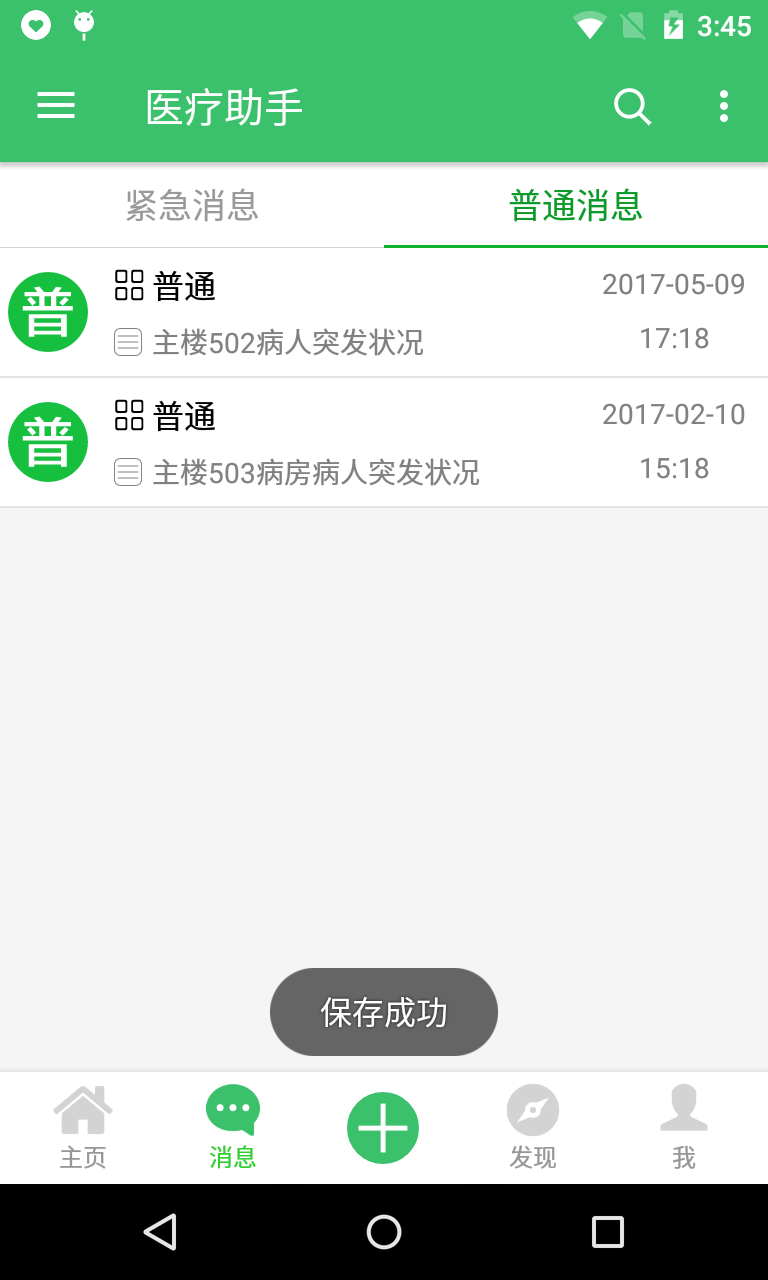 3:45
医疗助手
紧急消息
普通消息
普
普通
2017-05-09
主楼502病人突发状况
17:18
普
普通
2017-02-10
主楼503病房病人突发状况
15:18
保存成功
主页
消息
发现
我